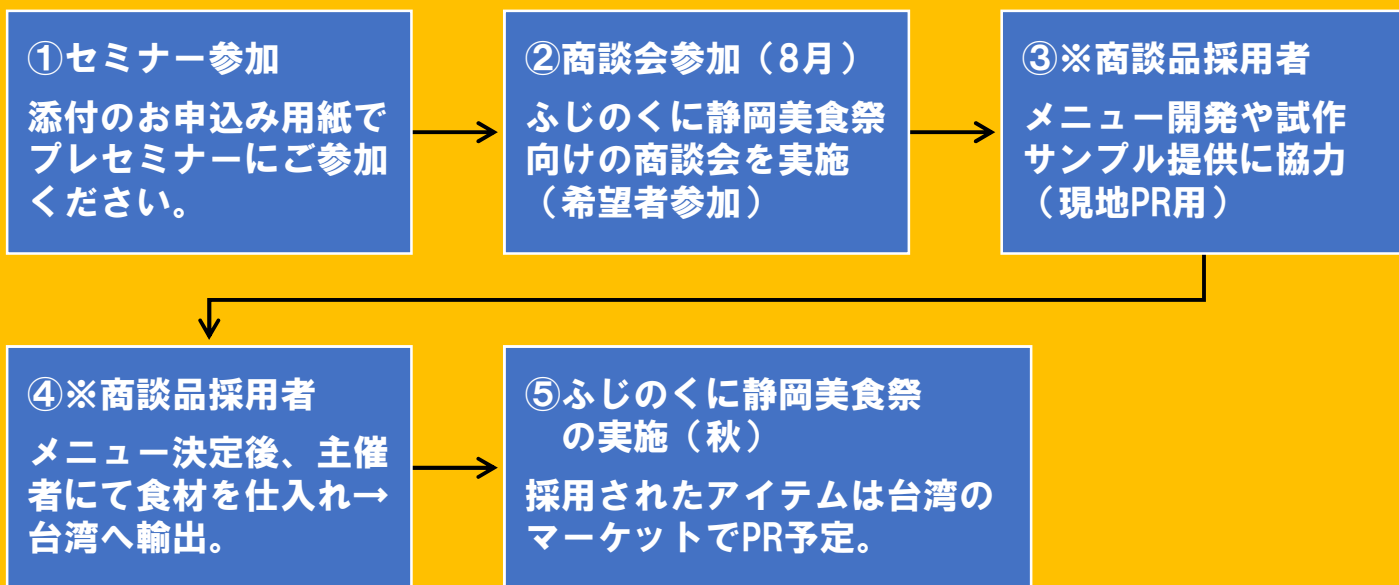 ①セミナー参加
添付のお申込み用紙で
プレセミナーにご参加
ください。
②商談会参加（8月）
ふじのくに静岡美食祭
向けの商談会を実施
（希望者参加）
③※商談品採用者
メニュー開発や試作
サンプル提供に協力
（現地PR用）
④※商談品採用者
メニュー決定後、主催
者にて食材を仕入れ→
台湾へ輸出。
⑤ふじのくに静岡美食祭
の実施（秋）
採用されたアイテムは台湾の
マーケットでPR予定。